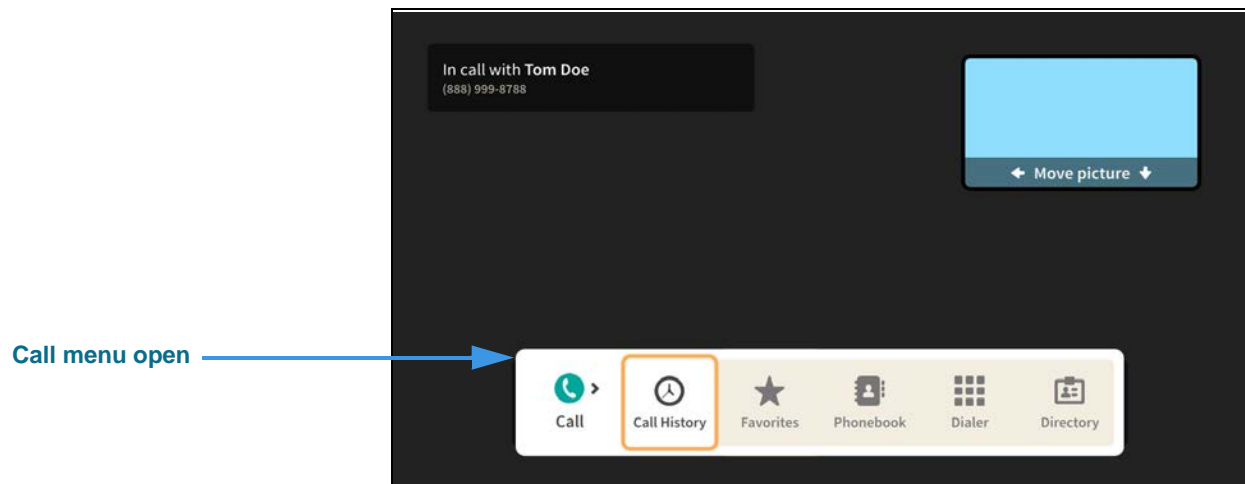 In call with Tom Doe
(888) 999-8788
Move picture
Call menu open
Call
Call History
Favorites
Phonebook
Dialer
Directory